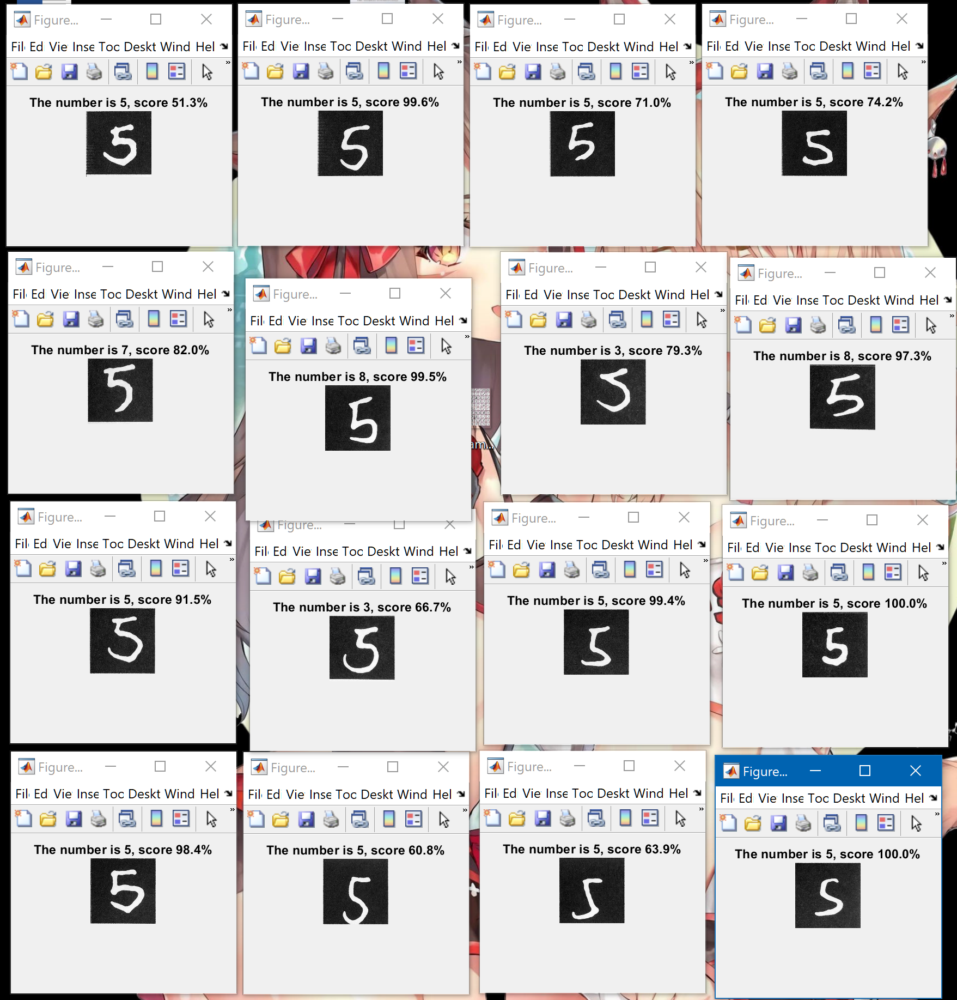 Figure...
Fil Ed Vie Inse Toc Deskt Wind Hel
The number is 5, score 51.3%
5
Figure...
Fil Ed Vie Inse Toc Deskt Wind Hel
The number is 5, score 99.6%
5
Figure...
Fil Ed Vie Inse Toc Deskt Wind Hel
The number is 5, score 71.0%
5
Figure...
Fil Ed Vie Inse Toc Deskt Wind Hel
The number is 5, score 74.2%
5
Figure...
Fil Ed Vie Inse Toc Deskt Wind Hel
The number is 7, score 82.0%
5
Figure...
Fil Ed Vie Inse Toc Deskt Wind Hel
The number is 8, score 99.5%
5
Figure...
Fil Ed Vie Inse Toc Deskt Wind Hel
The number is 3, score 79.3%
5
Figure...
Fil Ed Vie Inse Toc Deskt Wind Hel
The number is 8, score 97.3%
5
am...
Figure...
Fil Ed Vie Inse Toc Deskt Wind Hel
The number is 5, score 91.5%
5
Figure...
Fil Ed Vie Inse Toc Deskt Wind Hel
The number is 3, score 66.7%
5
Figure...
Fil Ed Vie Inse Toc Deskt Wind Hel
The number is 5, score 99.4%
5
Figure...
Fil Ed Vie Inse Toc Deskt Wind Hel
The number is 5, score 100.0%
5
Figure...
Fil Ed Vie Inse Toc Deskt Wind Hel
The number is 5, score 98.4%
5
Figure...
Fil Ed Vie Inse Toc Deskt Wind Hel
The number is 5, score 60.8%
5
Figure...
Fil Ed Vie Inse Toc Deskt Wind Hel
The number is 5, score 63.9%
5
Figure...
Fil Ed Vie Inse Toc Deskt Wind Hel
The number is 5, score 100.0%
5